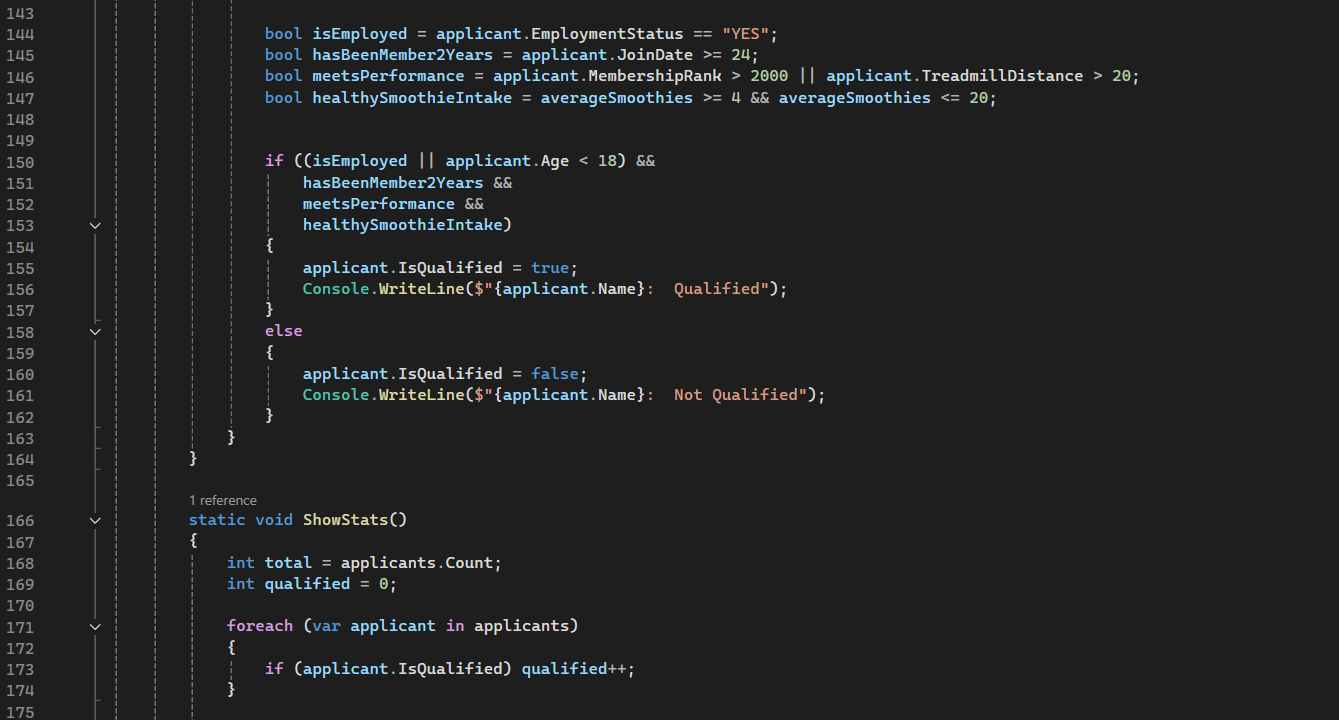 143
144 bool isEmployed = applicant.EmploymentStatus == "YES";
145 bool hasBeenMember2Years = applicant.JoinDate >= 24;
146 bool meetsPerformance = applicant.MembershipRank > 2000 || applicant.TreadmillDistance > 20;
147 bool healthySmoothieIntake = averageSmoothies >= 4 && averageSmoothies <= 20;
148
149
150 if ((isEmployed || applicant.Age < 18) &&
151 hasBeenMember2Years &&
152 meetsPerformance &&
153 healthySmoothieIntake)
154 {
155 applicant.IsQualified = true;
156 Console.WriteLine($"{applicant.Name}:  Qualified");
157 }
158 else
159 {
160 applicant.IsQualified = false;
161 Console.WriteLine($"{applicant.Name}:  Not Qualified");
162 }
163 }
164 }
165
1 reference
166 static void ShowStats()
167 {
168 int total = applicants.Count;
169 int qualified = 0;
170
171 foreach (var applicant in applicants)
172 {
173 if (applicant.IsQualified) qualified++;
174 }
175